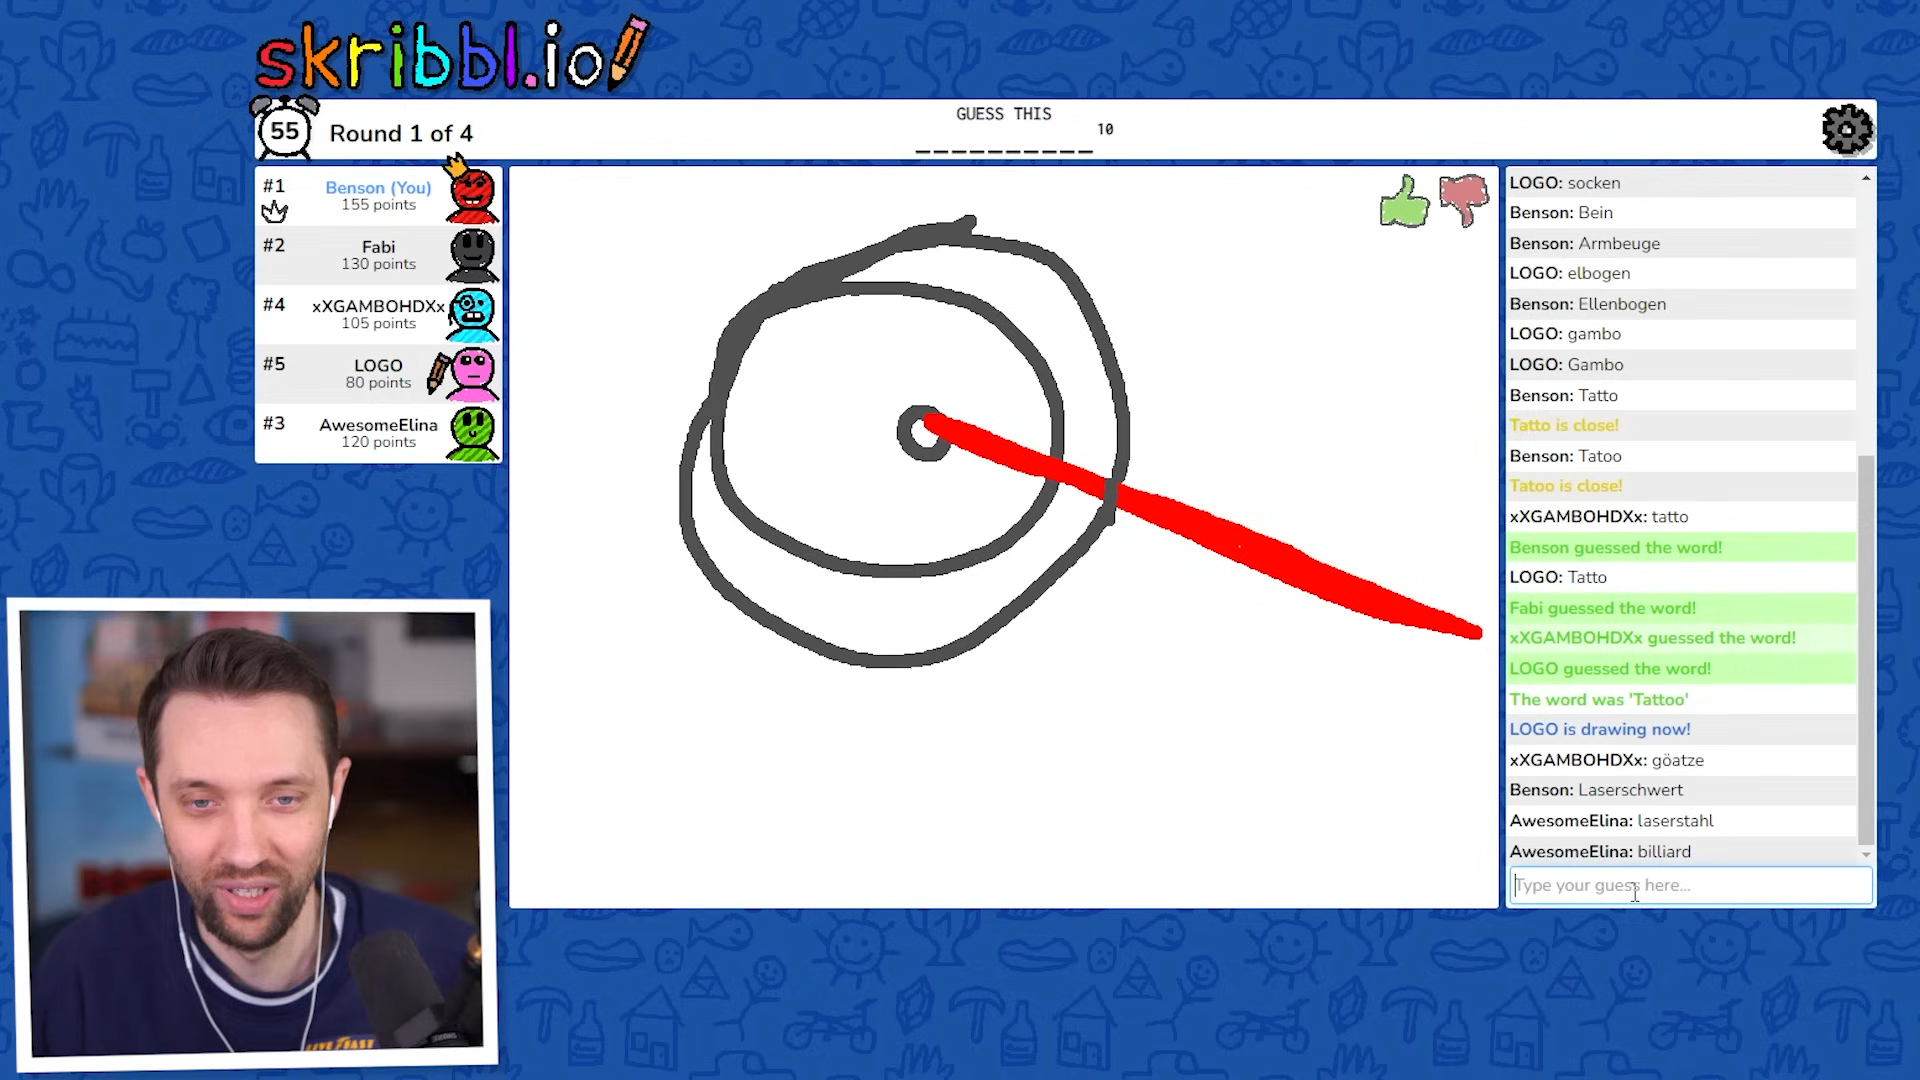 skribbl.io
55
Round 1 of 4
GUESS THIS
__________ 10
#1
Benson (You)
155 points
#2
Fabi
130 points
#4
xXGAMBOHDXx
105 points
#5
LOGO
80 points
#3
AwesomeElina
120 points
LOGO: socken
Benson: Bein
Benson: Armbeuge
LOGO: elbogen
Benson: Ellenbogen
LOGO: gambo
LOGO: Gambo
Benson: Tatto
Tatto is close!
Benson: Tatoo
Tatoo is close!
xXGAMBOHDXx: tatto
Benson guessed the word!
LOGO: Tatto
Fabi guessed the word!
xXGAMBOHDXx guessed the word!
LOGO guessed the word!
The word was 'Tattoo'
LOGO is drawing now!
xXGAMBOHDXx: göatze
Benson: Laserschwert
AwesomeElina: laserstahl
AwesomeElina: billiard
Type your guess here...